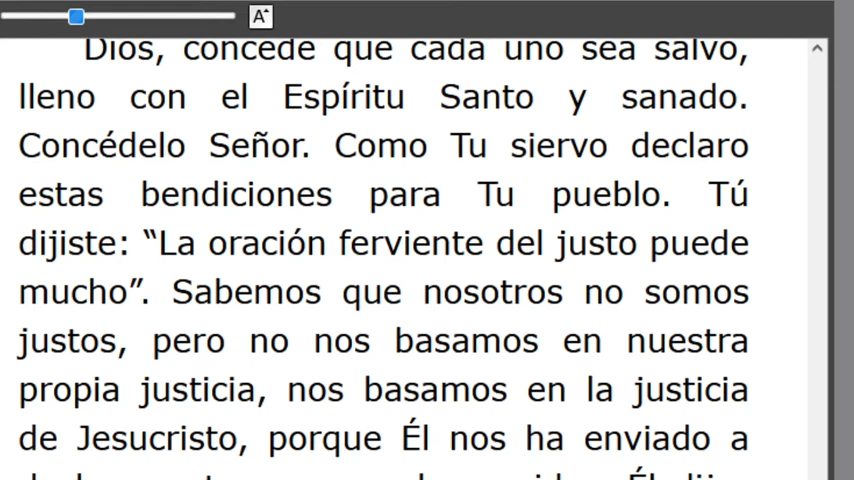 A
Dios, concede que cada uno sea salvo,
lleno con el Espíritu Santo y sanado.
Concédelo Señor. Como Tu siervo declaro
estas bendiciones para Tu pueblo. Tú
dijiste: “La oración ferviente del justo puede
mucho”. Sabemos que nosotros no somos
justos, pero no nos basamos en nuestra
propia justicia, nos basamos en la justicia
de Jesucristo, porque Él nos ha enviado a